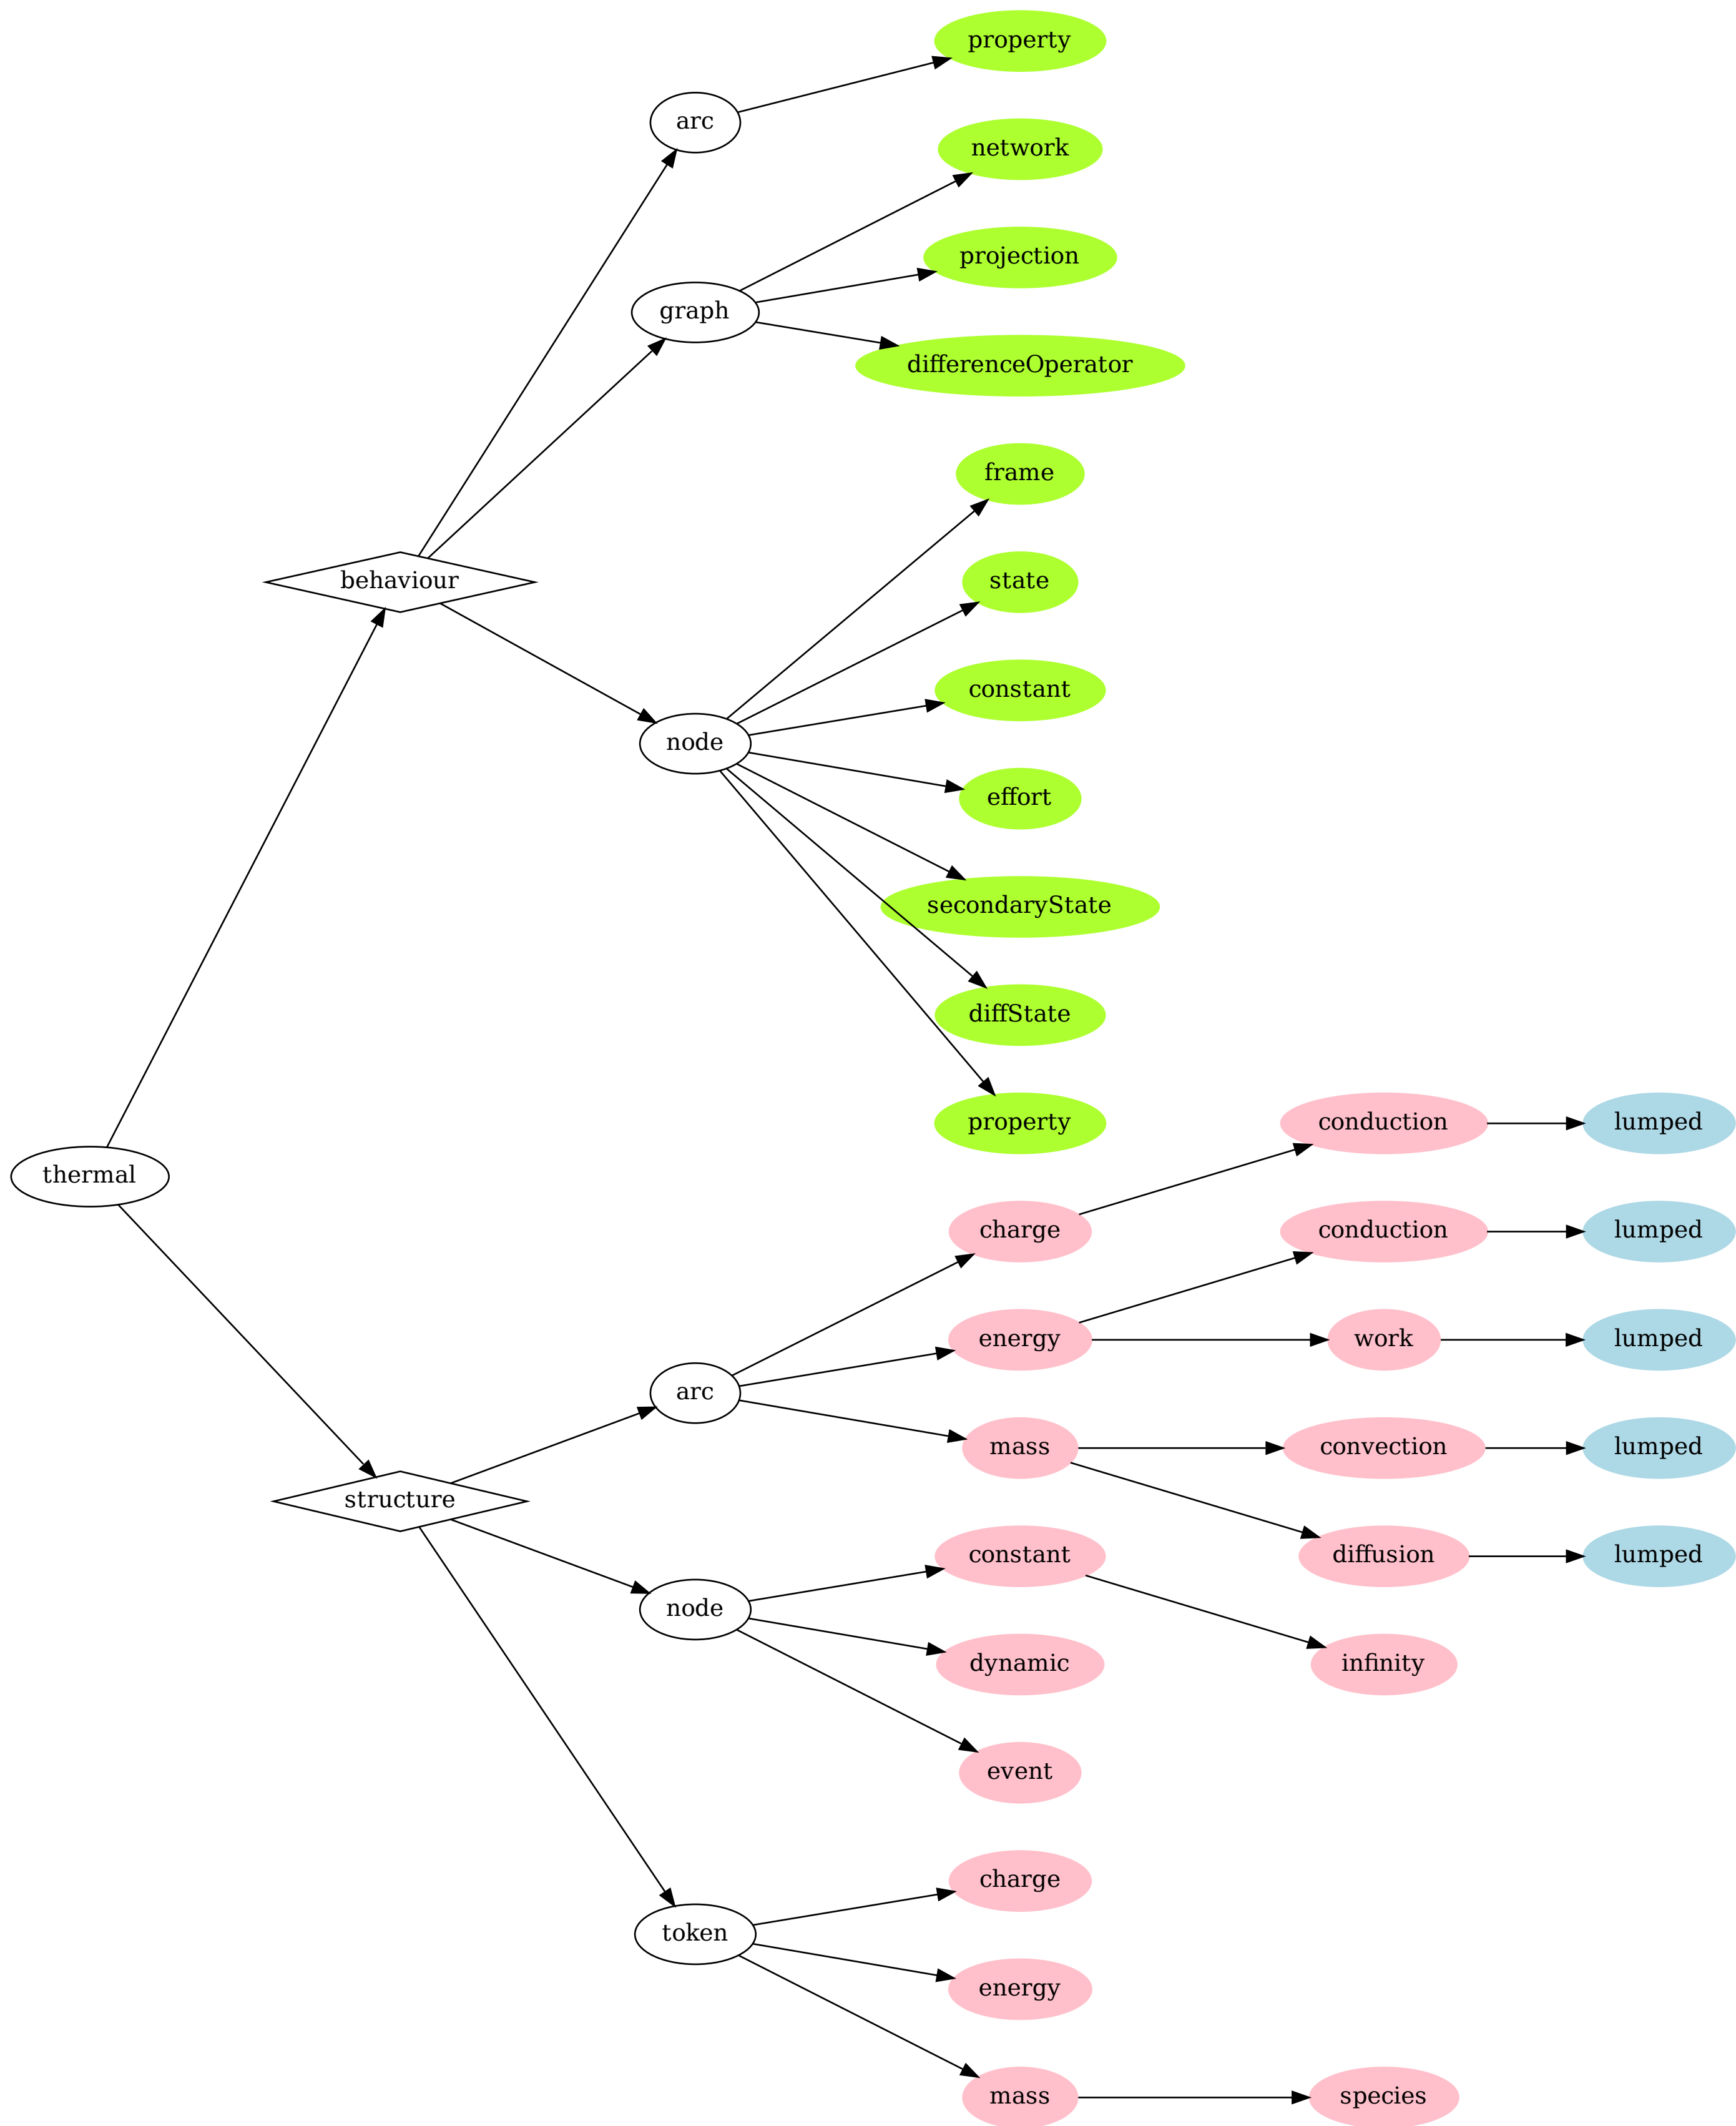 property
arc
network
projection
graph
differenceOperator
frame
state
behaviour
constant
node
effort
secondaryState
diffState
property
conduction
lumped
thermal
charge
conduction
lumped
energy
work
lumped
arc
mass
convection
lumped
structure
constant
diffusion
lumped
node
dynamic
infinity
event
charge
token
energy
mass
species